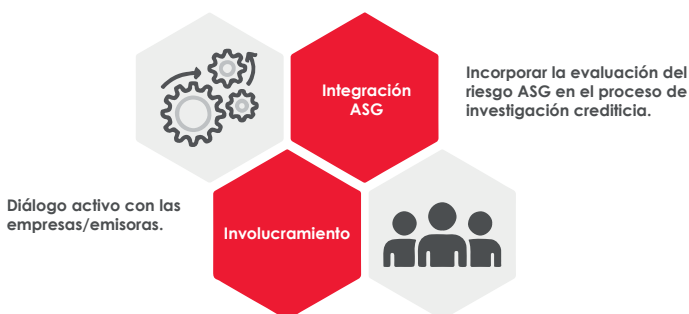 Integración
ASG
Incorporar la evaluación del
riesgo ASG en el proceso de
investigación crediticia.
Diálogo activo con las
empresas/emisoras.
Involucramiento